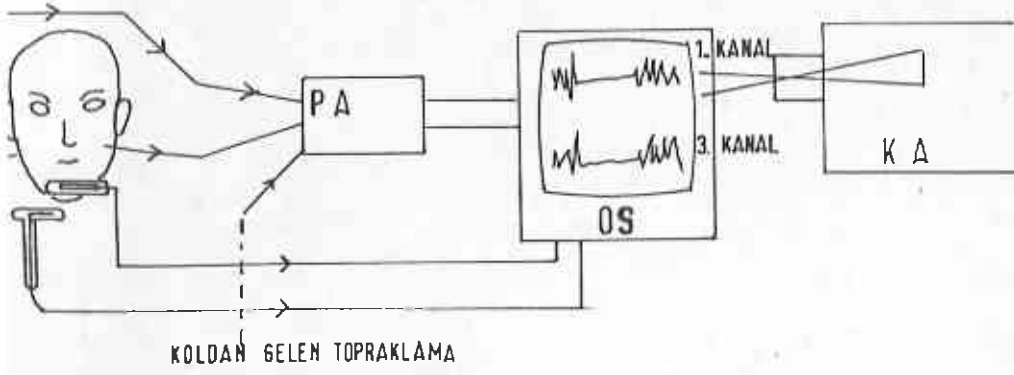 1. KANAL
PA
3. KANAL
KA
OS
KOLDAN GELEN TOPRAKLAMA